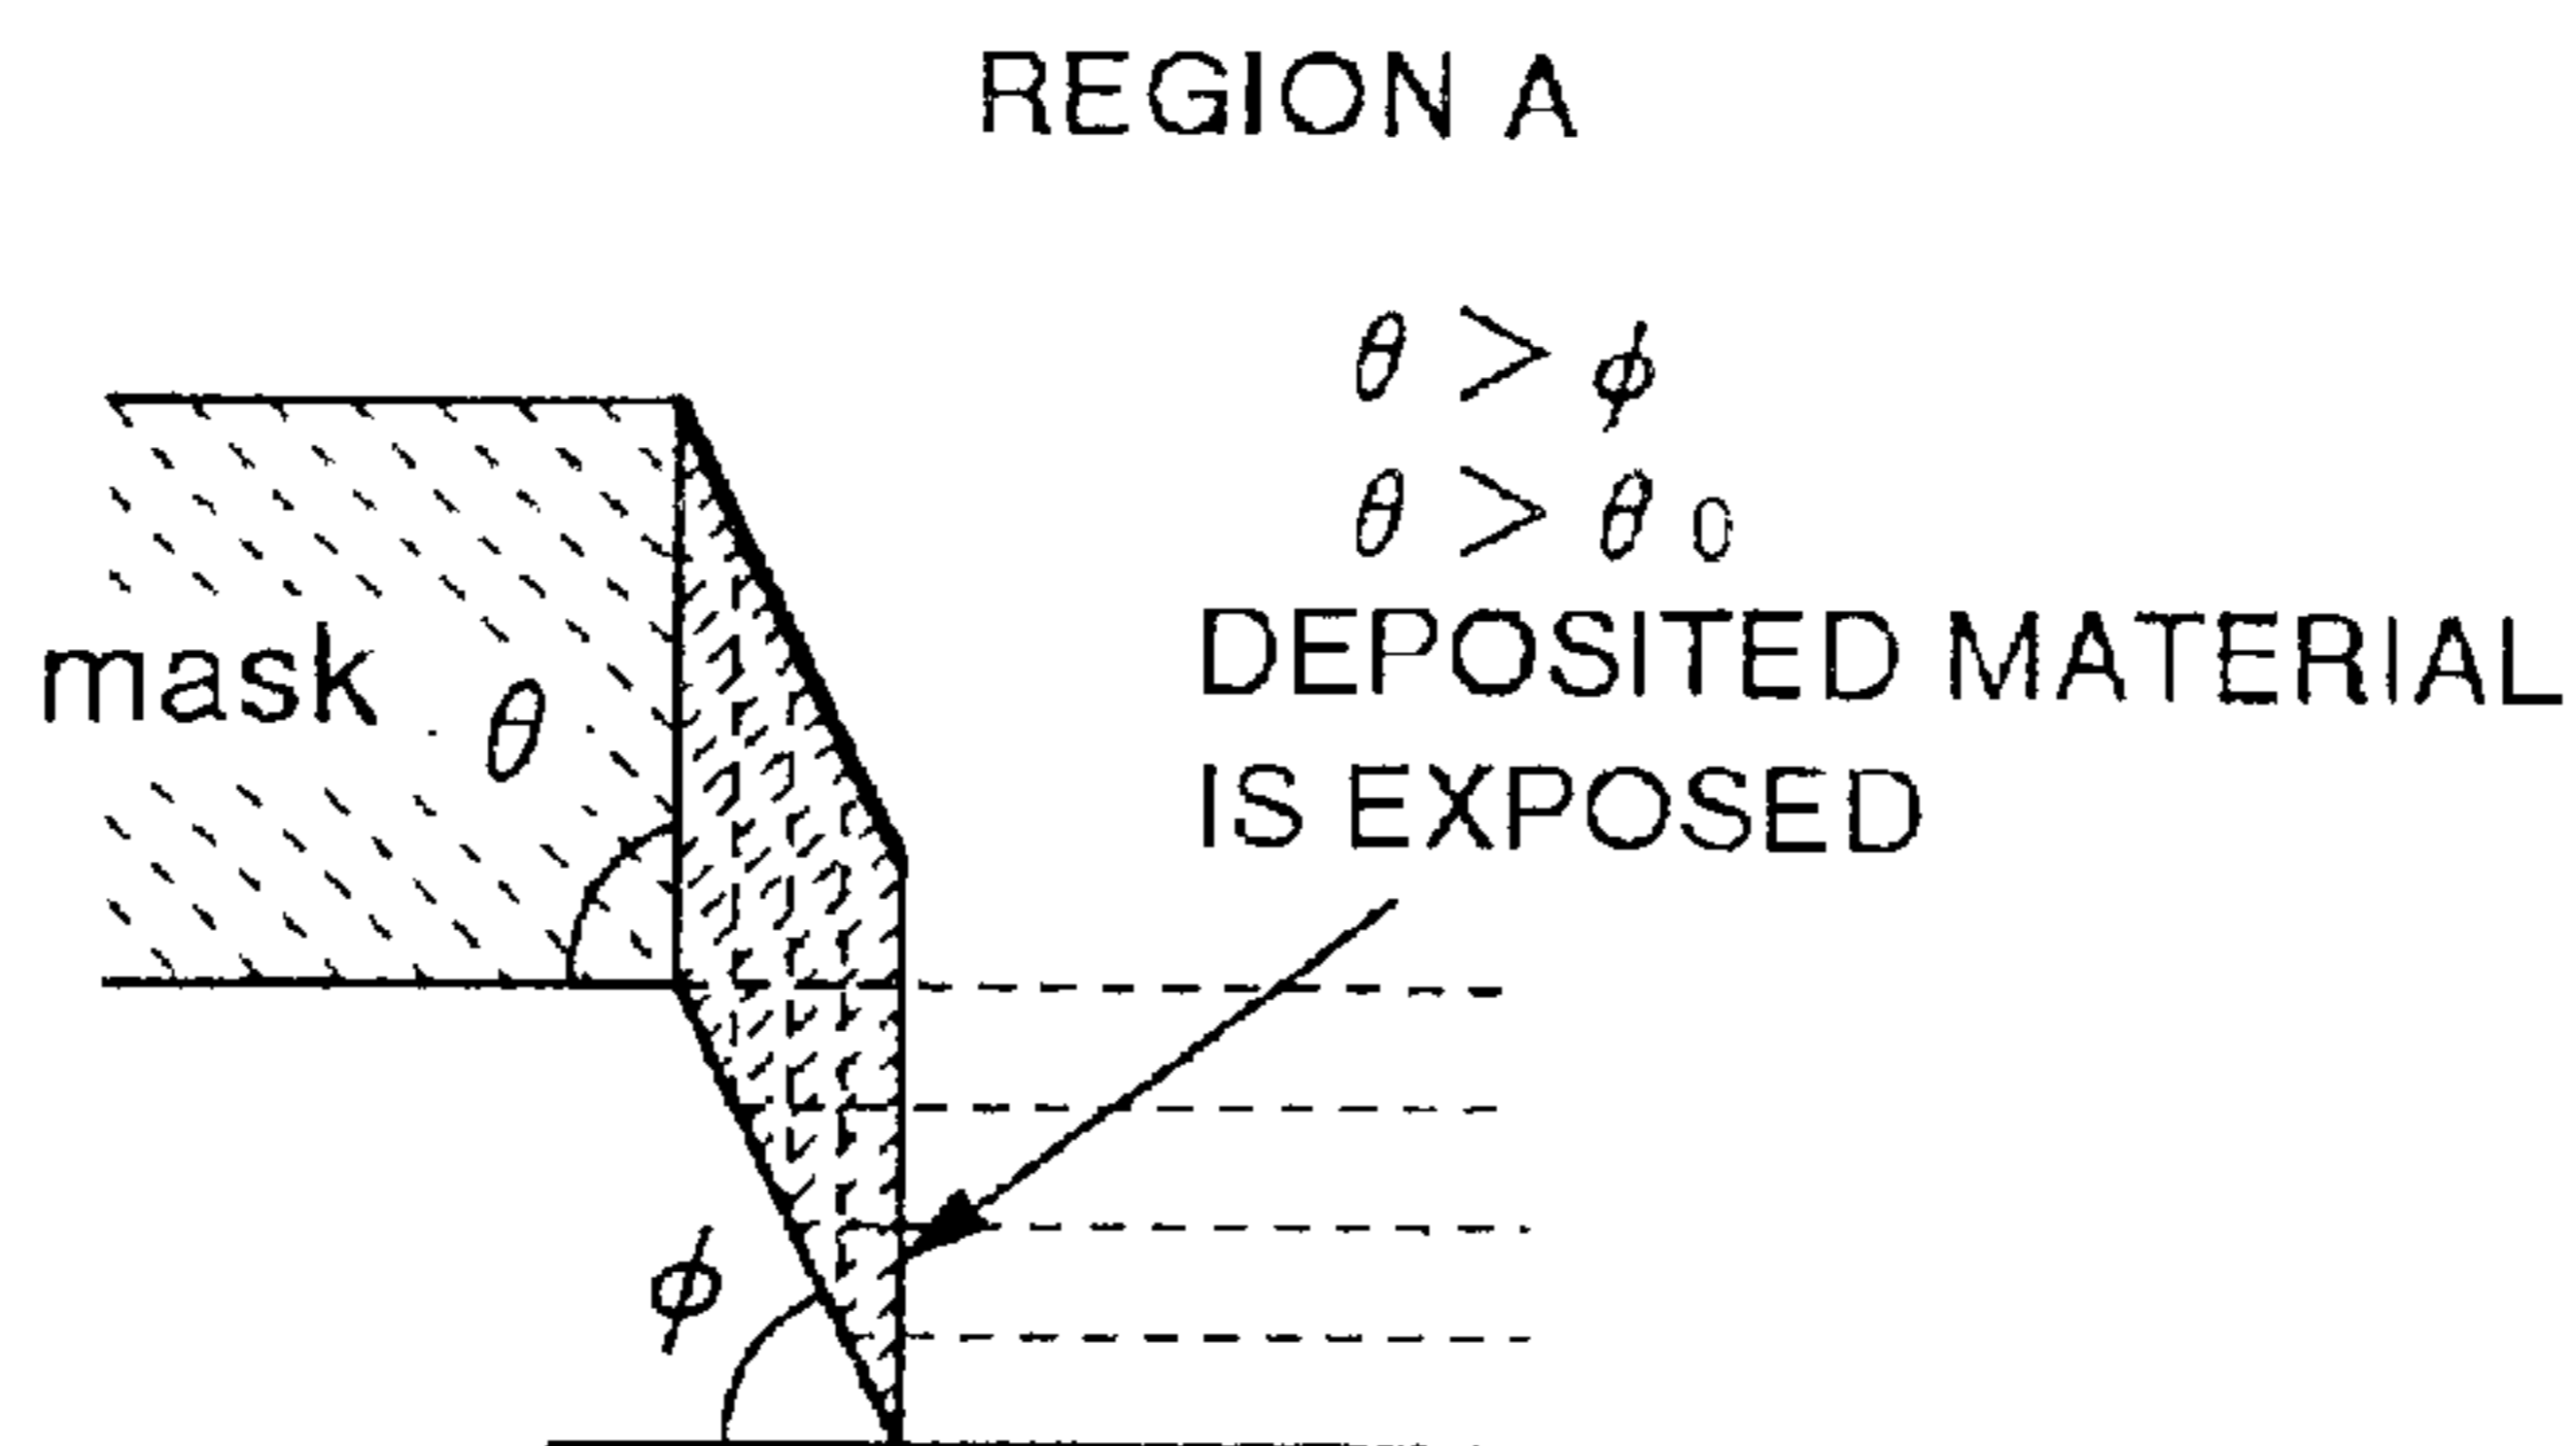 REGION A
θ > ϕ
θ > θ 0
DEPOSITED MATERIAL
IS EXPOSED
mask
θ
ϕ